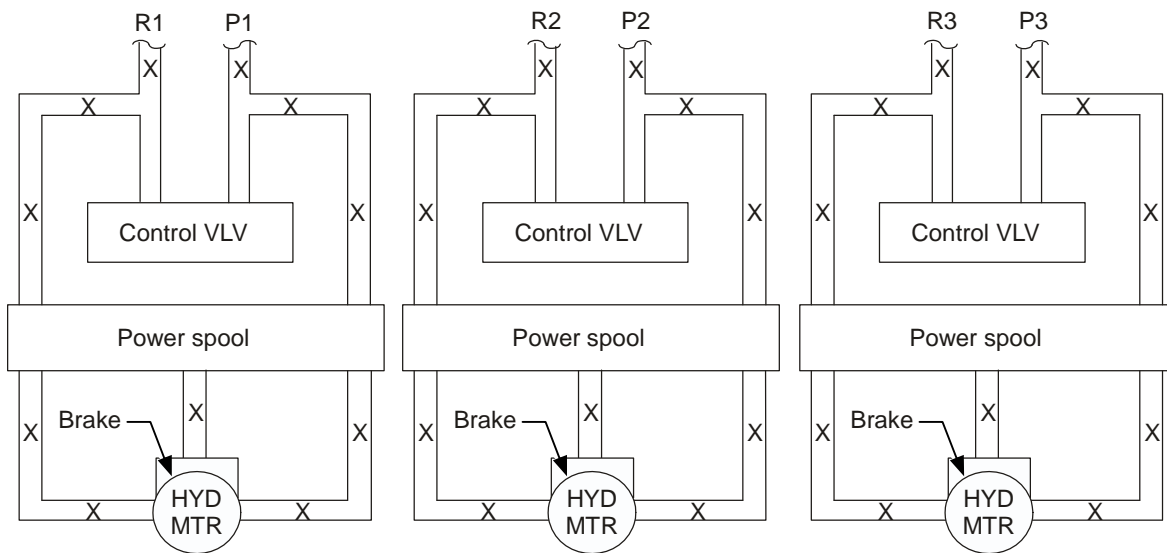 R1 P1 R2 P2 R3 P3
X X X X X X
X X X X X X
X X X X X X
Control VLV Control VLV Control VLV
Power spool Power spool Power spool
X X X
Brake Brake Brake
X X X X X X
HYD HYD HYD
MTR MTR MTR
X X X X X X